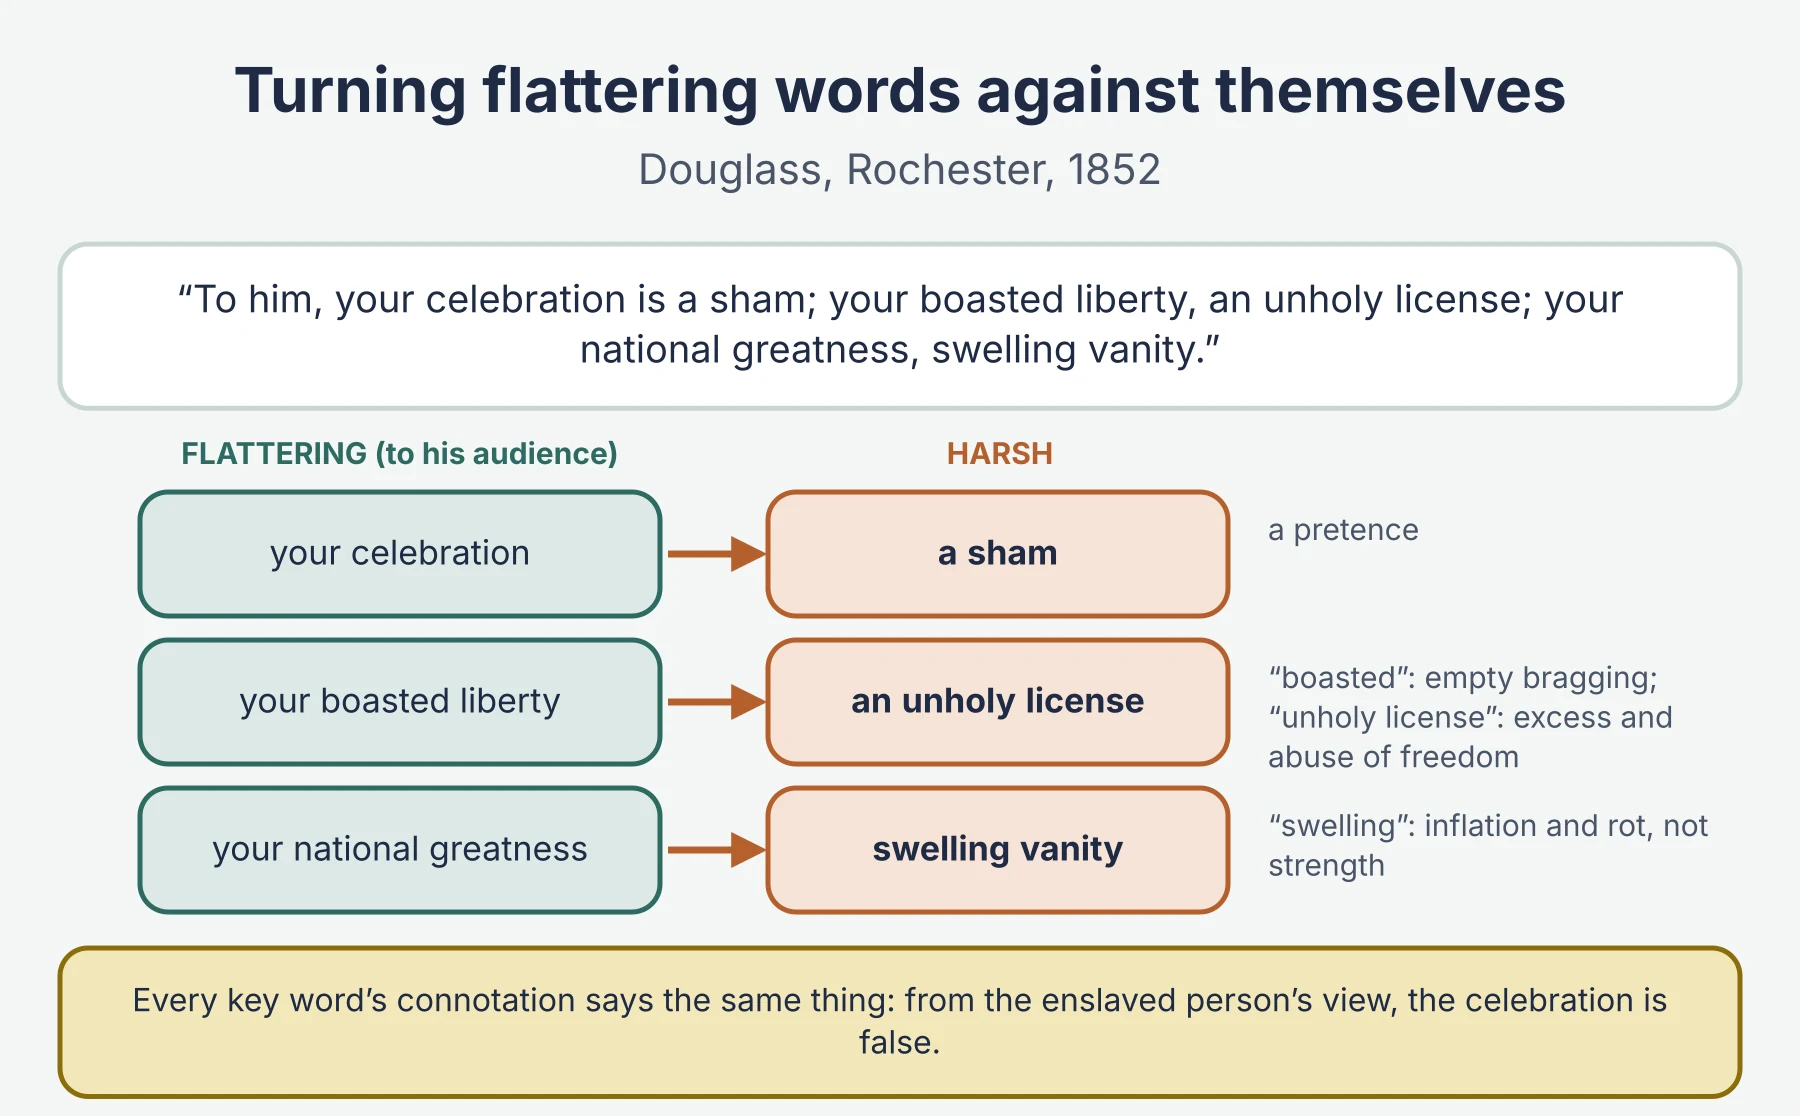 Turning flattering words against themselves
Douglass, Rochester, 1852
“To him, your celebration is a sham; your boasted liberty, an unholy license; your
national greatness, swelling vanity.”
FLATTERING (to his audience)
HARSH
your celebration
a sham
a pretence
your boasted liberty
an unholy license
“boasted”: empty bragging;
“unholy license”: excess and
abuse of freedom
your national greatness
swelling vanity
“swelling”: inflation and rot, not
strength
Every key word’s connotation says the same thing: from the enslaved person’s view, the celebration is
false.